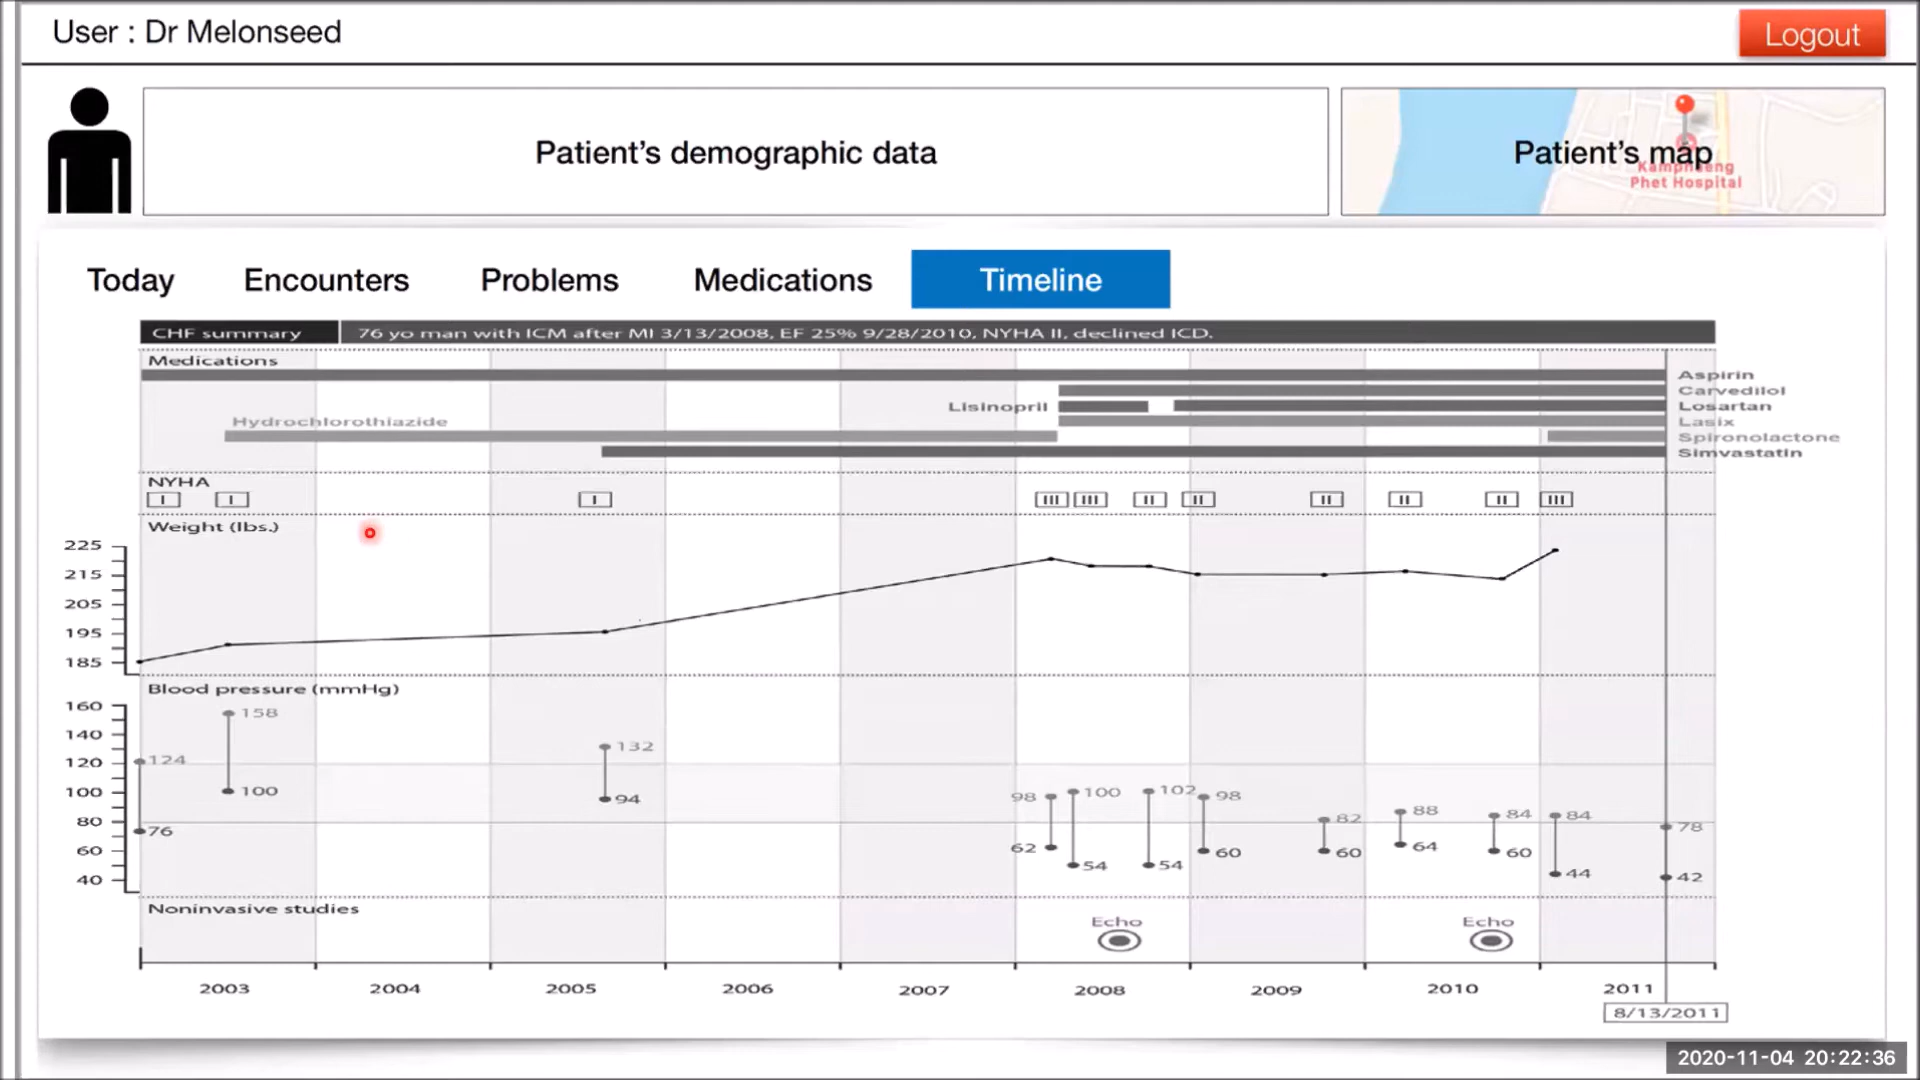 User : Dr Melonseed
Logout
Patient's demographic data
Patient's map
Kamphaeng
Phet Hospital
Today Encounters Problems Medications Timeline
CHF summary 76 yo man with ICM after MI 3/13/2008, EF 25% 9/28/2010, NYHA II, declined ICD.
Medications
Aspirin
Carvedilol
Lisinopril Losartan
Hydrochlorothiazide Lasix
Spironolactone
Simvastatin
NYHA
I I I III III II II II II II III
Weight (lbs.)
225
215
205
195
185
Blood pressure (mmHg)
160
140
120
100
80
60
40
158
132
124
100
94
76
98 100 102 98
82 88 84 84 78
62 54 54 60 60 64 60 44 42
Noninvasive studies
Echo Echo
2003 2004 2005 2006 2007 2008 2009 2010 2011
8/13/2011
2020-11-04 20:22:36